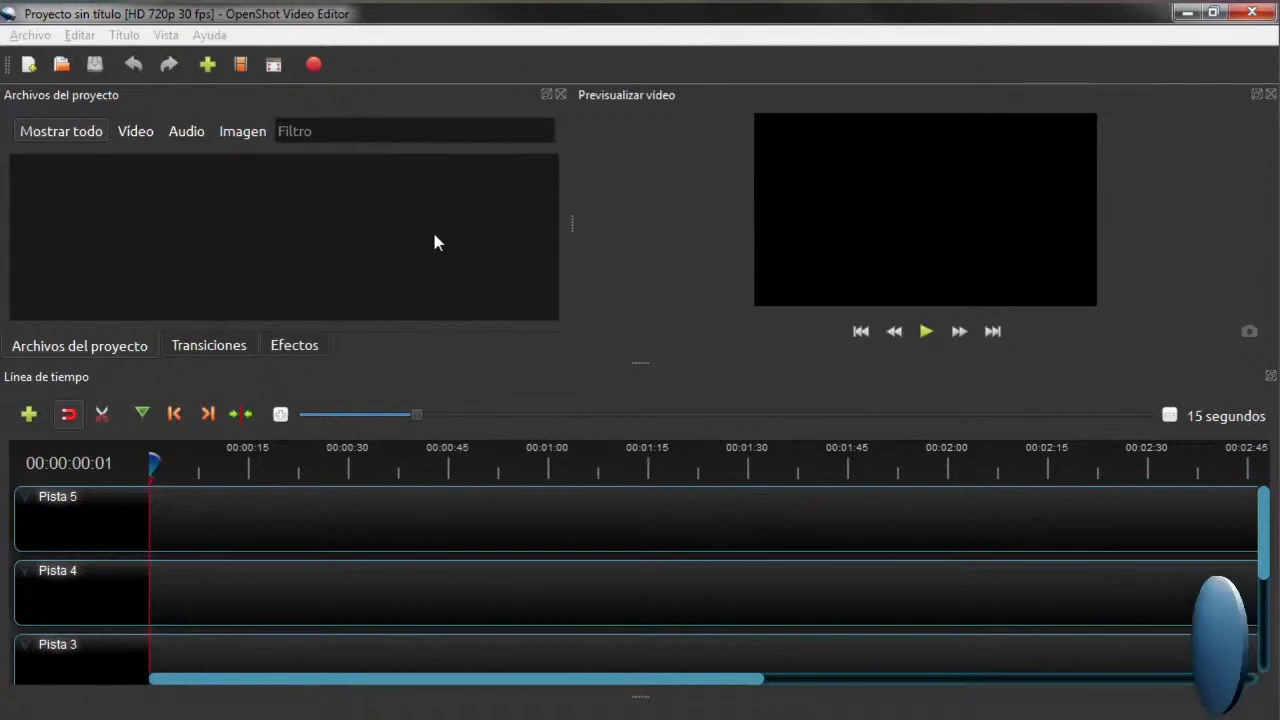 Proyecto sin título [HD 720p 30 fps] - OpenShot Video Editor
Archivo Editar Título Vista Ayuda
Archivos del proyecto
Previsualizar vídeo
Mostrar todo Vídeo Audio Imagen Filtro
Archivos del proyecto Transiciones Efectos
Línea de tiempo
15 segundos
00:00:15 00:00:30 00:00:45 00:01:00 00:01:15 00:01:30 00:01:45 00:02:00 00:02:15 00:02:30 00:02:45
00:00:00:01
Pista 5
Pista 4
Pista 3